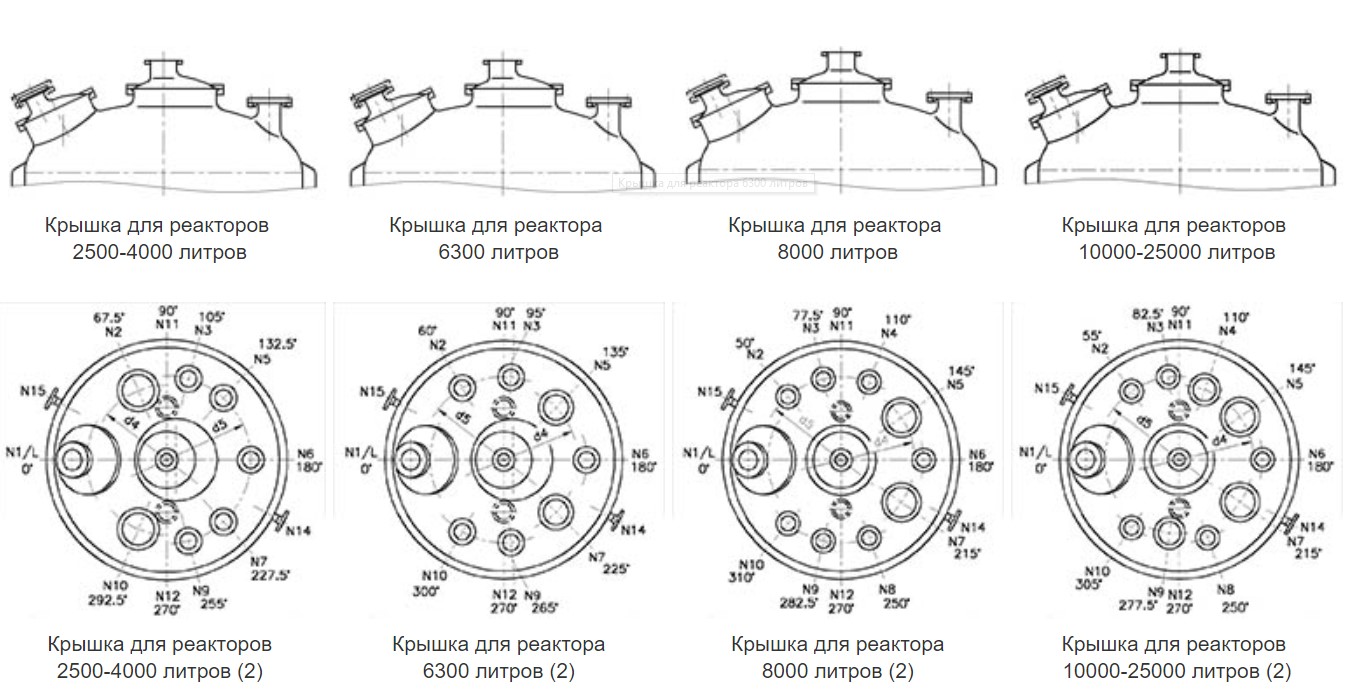 Крышка для реактора 6300 литров
Крышка для реакторов
2500-4000 литров
Крышка для реактора
6300 литров
Крышка для реактора
8000 литров
Крышка для реакторов
10000-25000 литров
67.5°
N2
90°
N11
105°
N3
132.5°
N5
N15
d4
d5
N1/L
0°
N6
180°
N14
N7
227.5°
N10
292.5°
N12
270°
N9
255°
60°
N2
90°
N11
95°
N3
135°
N5
N15
d5
d4
N1/L
0°
N6
180°
N14
N7
225°
N10
300°
N12
270°
N9
265°
50°
N2
77.5°
N3
90°
N11
110°
N4
145°
N5
N15
d5
d4
N1/L
0°
N6
180°
N14
N7
215°
N10
310°
N9
282.5°
N12
270°
N8
250°
55°
N2
82.5°
N3
90°
N11
110°
N4
145°
N5
N15
d5
d4
N1/L
0°
N6
180°
N14
N7
215°
N10
305°
N9
277.5°
N12
270°
N8
250°
Крышка для реакторов
2500-4000 литров (2)
Крышка для реактора
6300 литров (2)
Крышка для реактора
8000 литров (2)
Крышка для реакторов
10000-25000 литров (2)